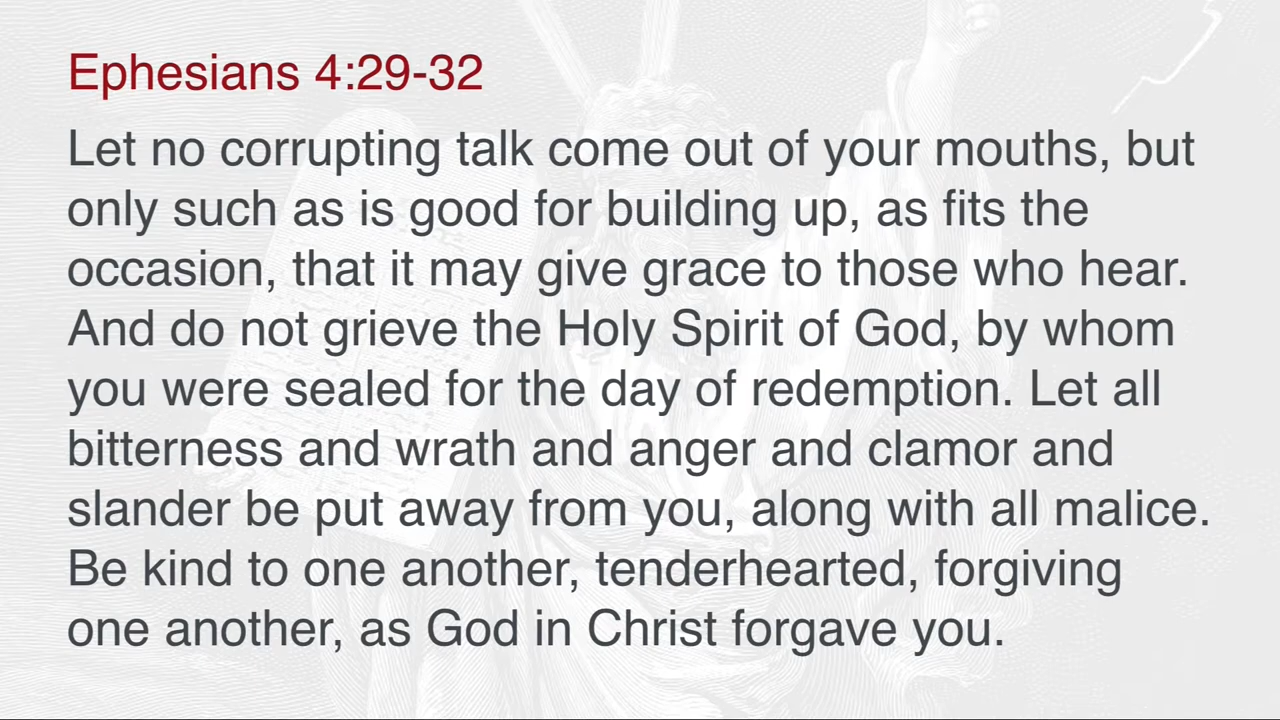 Ephesians 4:29-32
Let no corrupting talk come out of your mouths, but
only such as is good for building up, as fits the
occasion, that it may give grace to those who hear.
And do not grieve the Holy Spirit of God, by whom
you were sealed for the day of redemption. Let all
bitterness and wrath and anger and clamor and
slander be put away from you, along with all malice.
Be kind to one another, tenderhearted, forgiving
one another, as God in Christ forgave you.